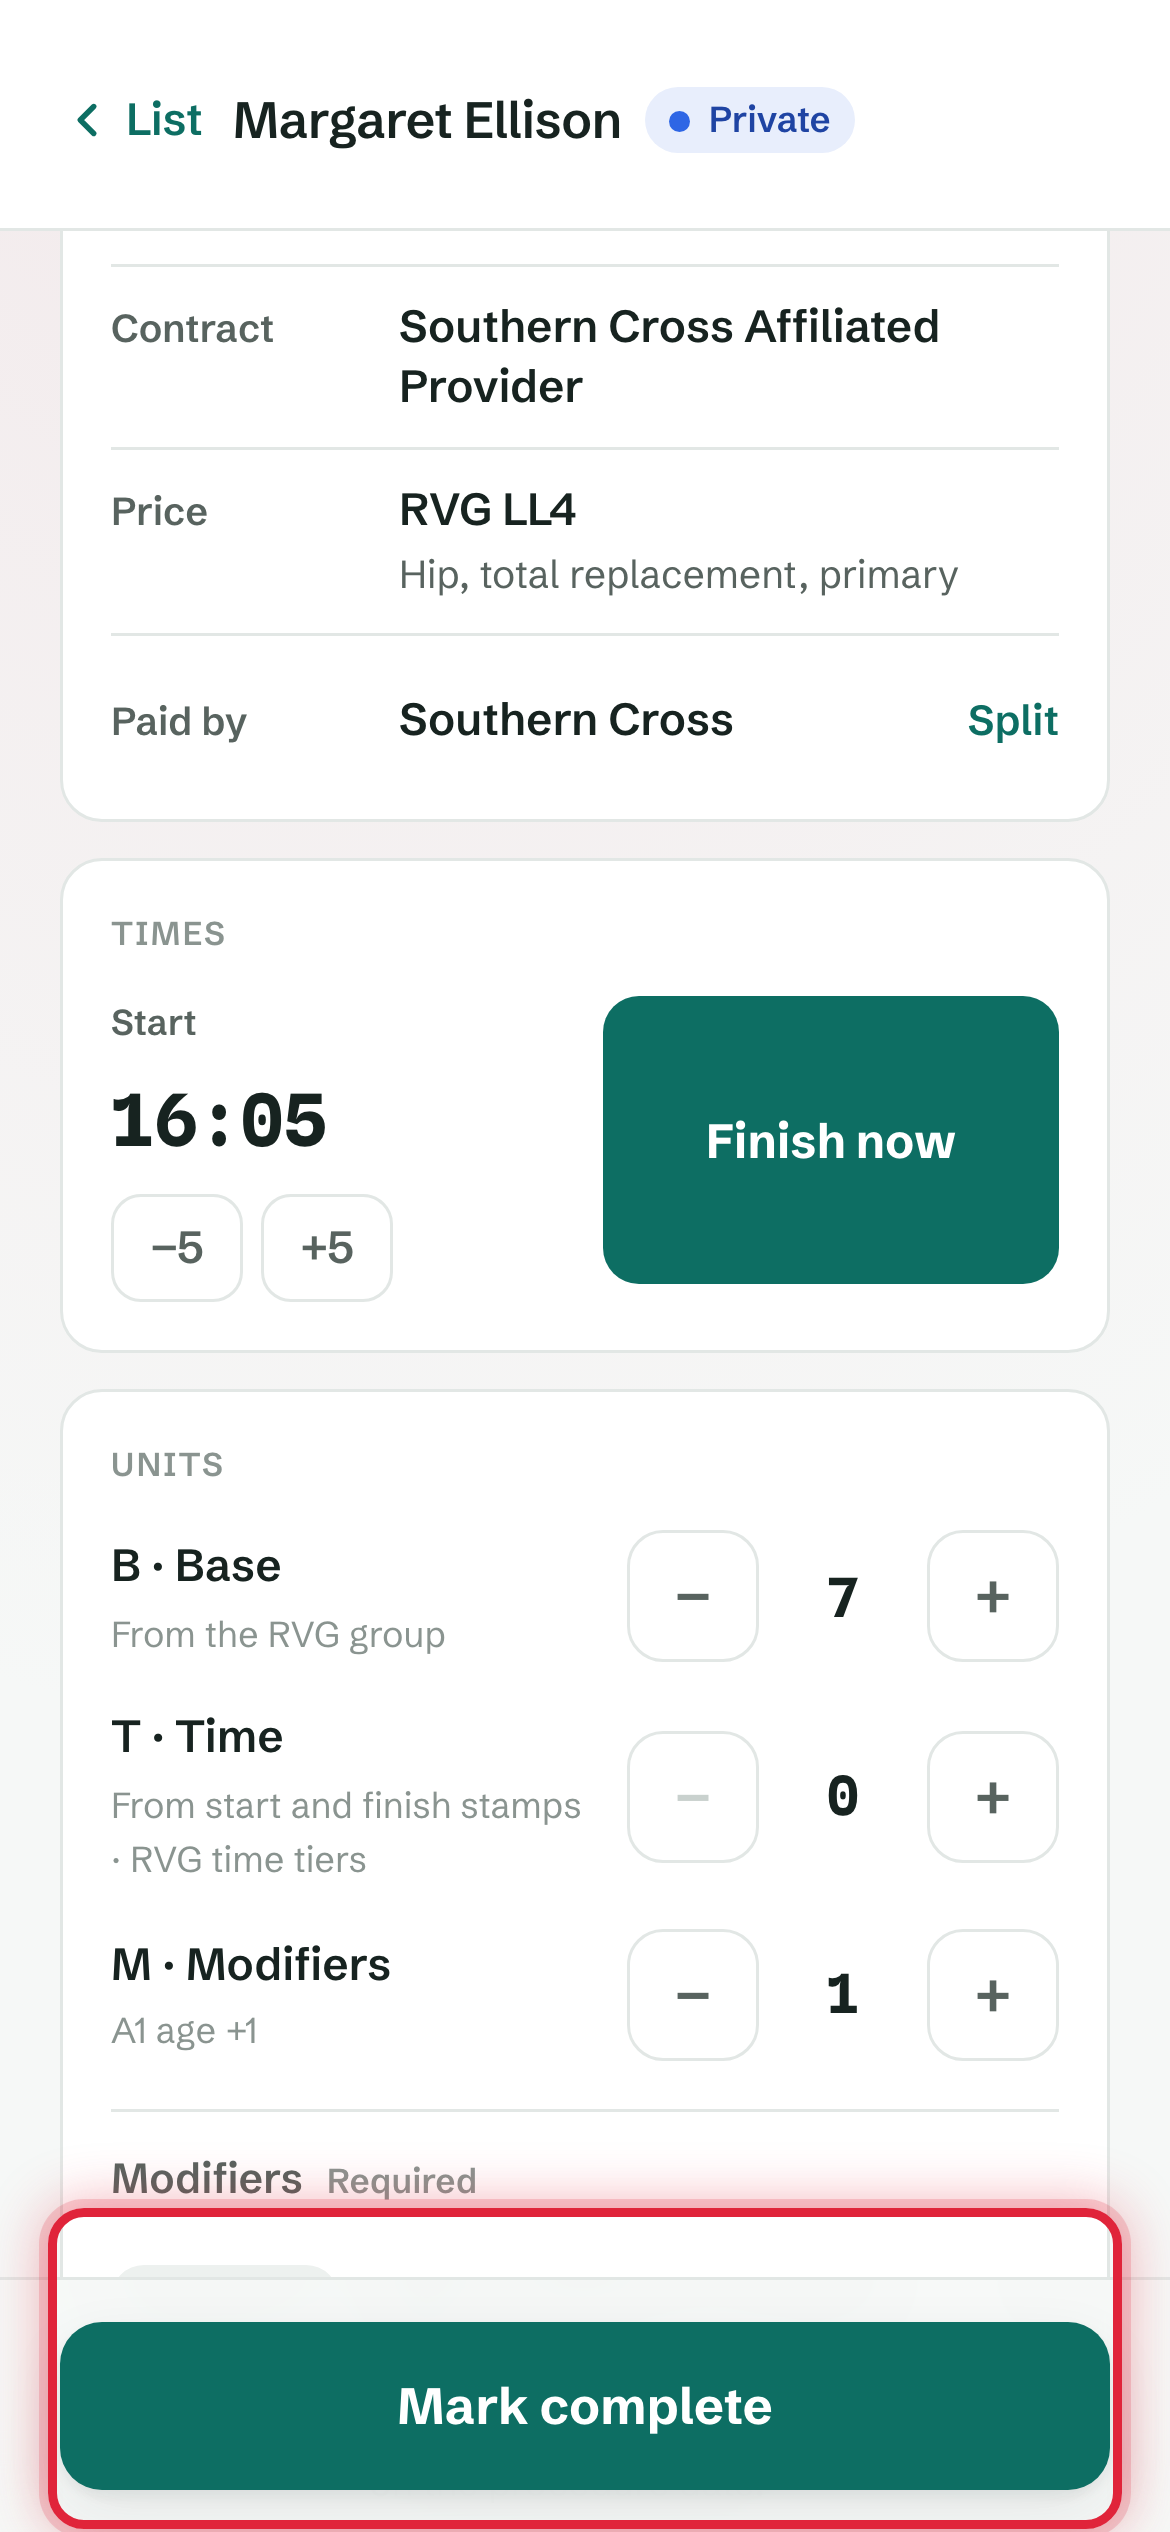 List Margaret Ellison Private
Contract Southern Cross Affiliated
Provider
Price RVG LL4
Hip, total replacement, primary
Paid by Southern Cross Split
TIMES
Start
16:05
Finish now
−5 +5
UNITS
B · Base
− 7 +
From the RVG group
T · Time
From start and finish stamps
− 0 +
· RVG time tiers
M · Modifiers
− 1 +
A1 age +1
Modifiers Required
Mark complete